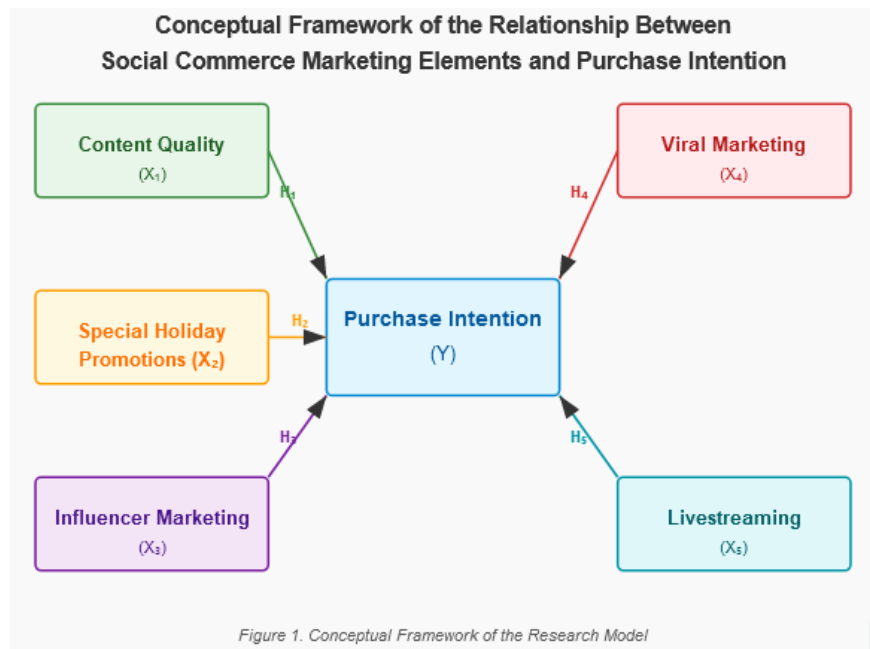 Conceptual Framework of the Relationship Between
Social Commerce Marketing Elements and Purchase Intention
Content Quality
(X₁)
H₁
Special Holiday
Promotions (X₂)
H₂
Influencer Marketing
(X₃)
H₃
Purchase Intention
(Y)
Viral Marketing
(X₄)
H₄
Livestreaming
(X₅)
H₅
Figure 1. Conceptual Framework of the Research Model